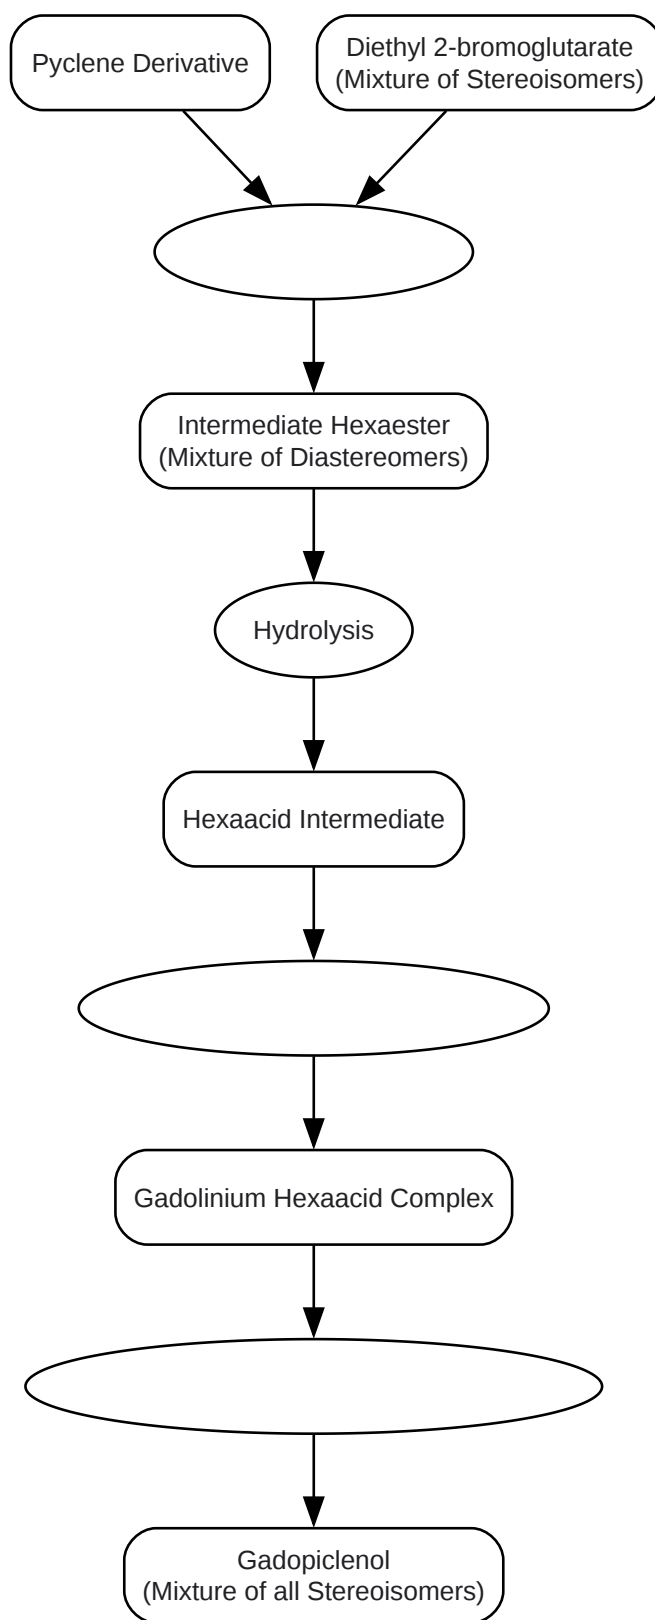 Pyclene Derivative
Diethyl 2-bromoglutarate
(Mixture of Stereoisomers)
Intermediate Hexaester
(Mixture of Diastereomers)
Hydrolysis
Hexaacid Intermediate
Gadolinium Hexaacid Complex
Gadopiclenol
(Mixture of all Stereoisomers)